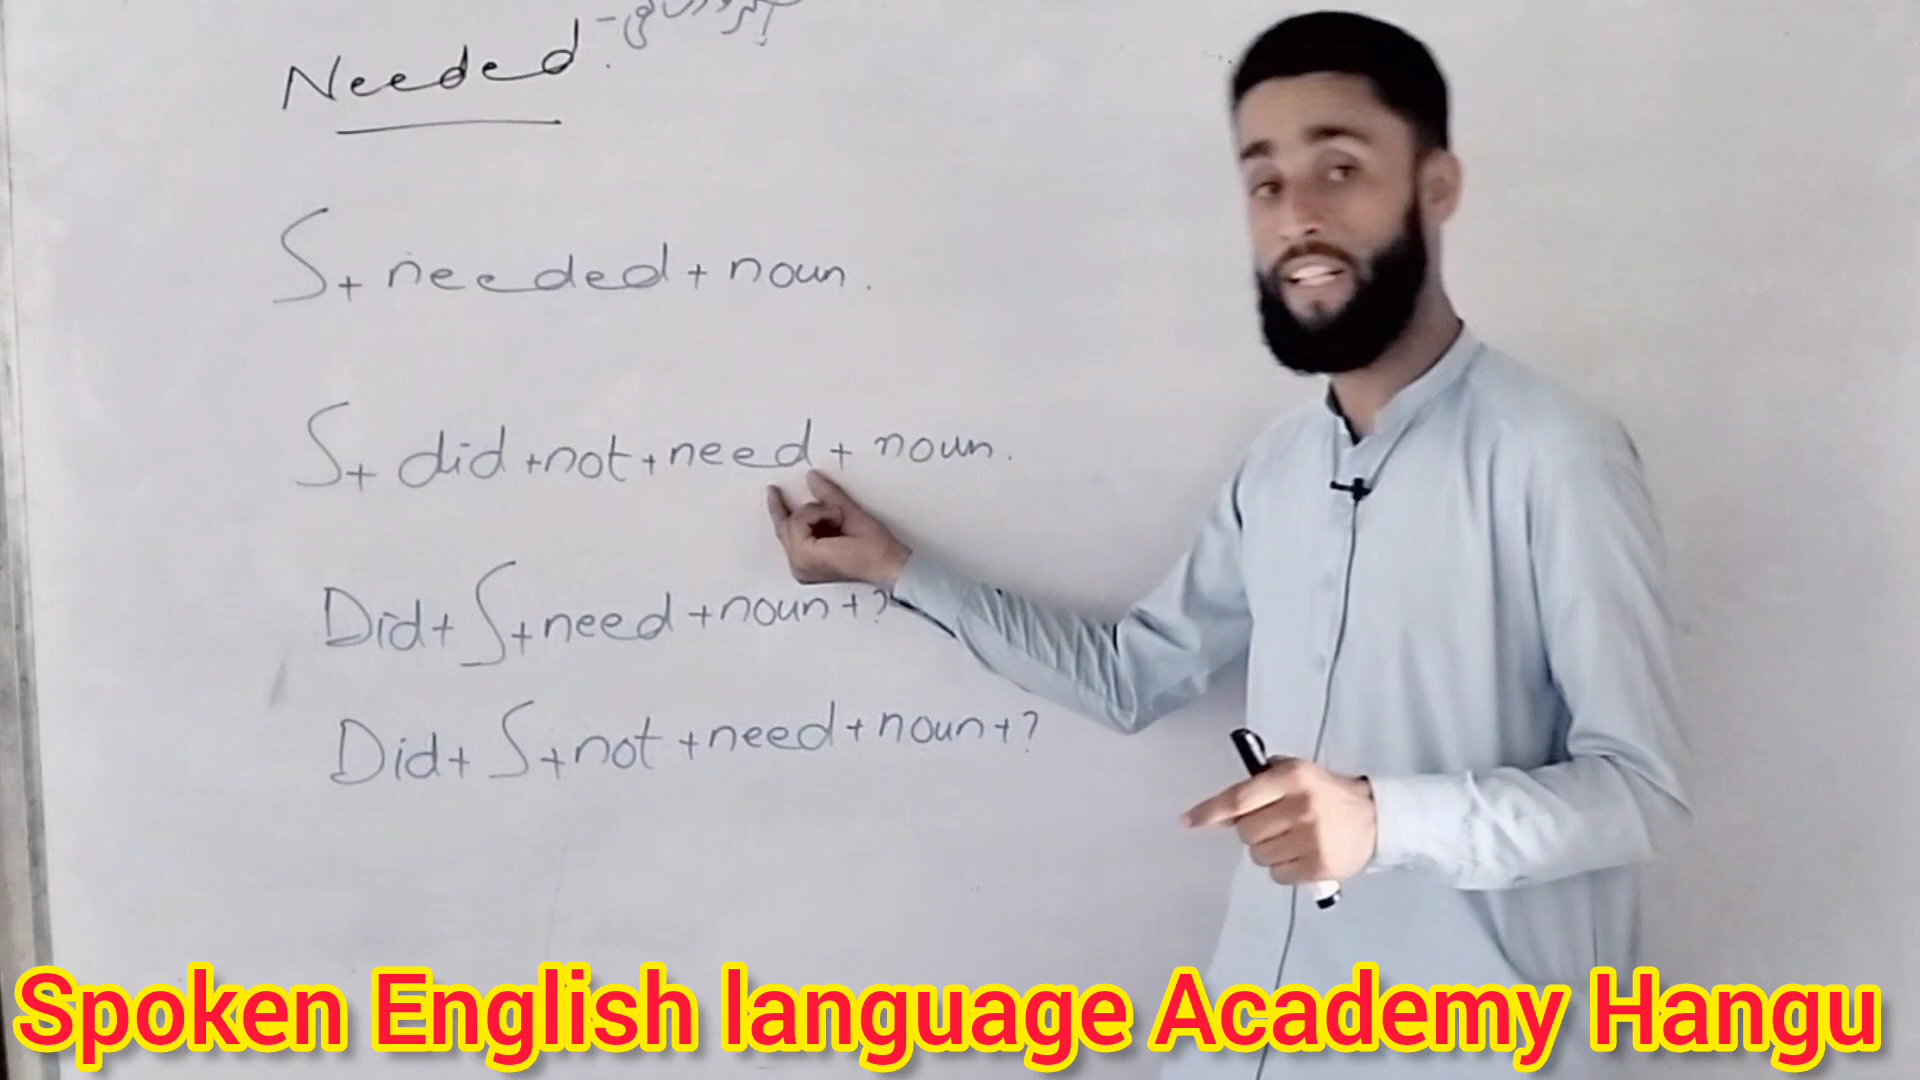 Needed.
S+ needed + noun.
S+ did +not +need + noun.
Did+ S+need +noun +?
Did+ S+not +need +noun +?
Spoken English language Academy Hangu